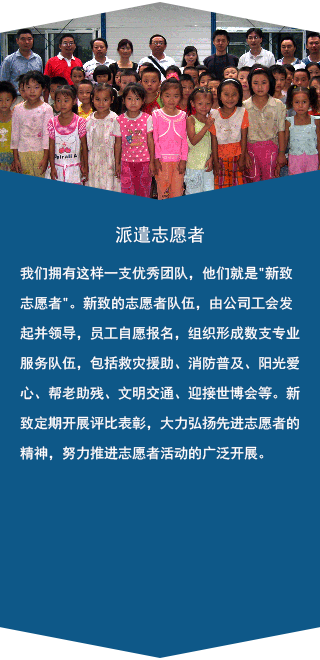 派遣志愿者
我们拥有这样一支优秀团队，他们就是"新致
志愿者"。新致的志愿者队伍，由公司工会发
起并领导，员工自愿报名，组织形成数支专业
服务队伍，包括救灾援助、消防普及、阳光爱
心、帮老助残、文明交通、迎接世博会等。新
致定期开展评比表彰，大力弘扬先进志愿者的
精神，努力推进志愿者活动的广泛开展。